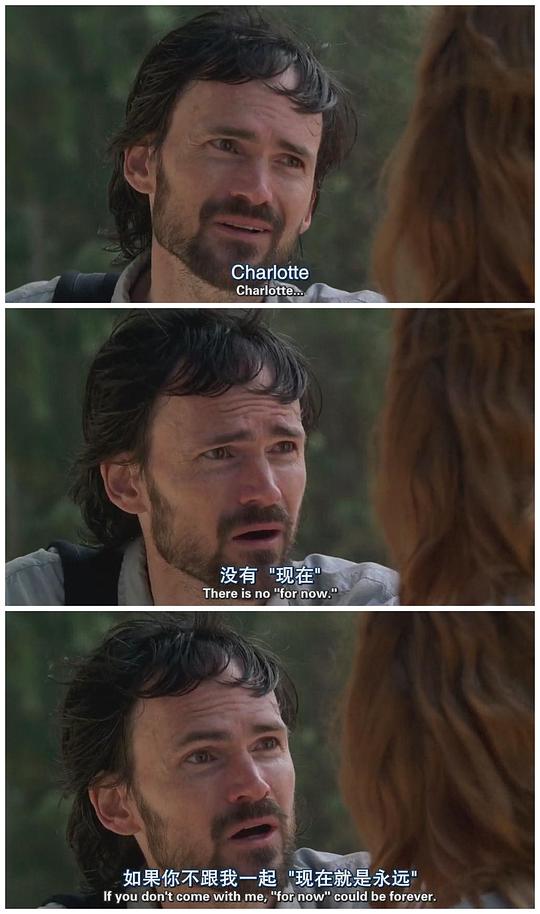 Charlotte
Charlotte...
没有 "现在"
There is no "for now."
如果你不跟我一起 "现在就是永远"
If you don't come with me, "for now" could be forever.